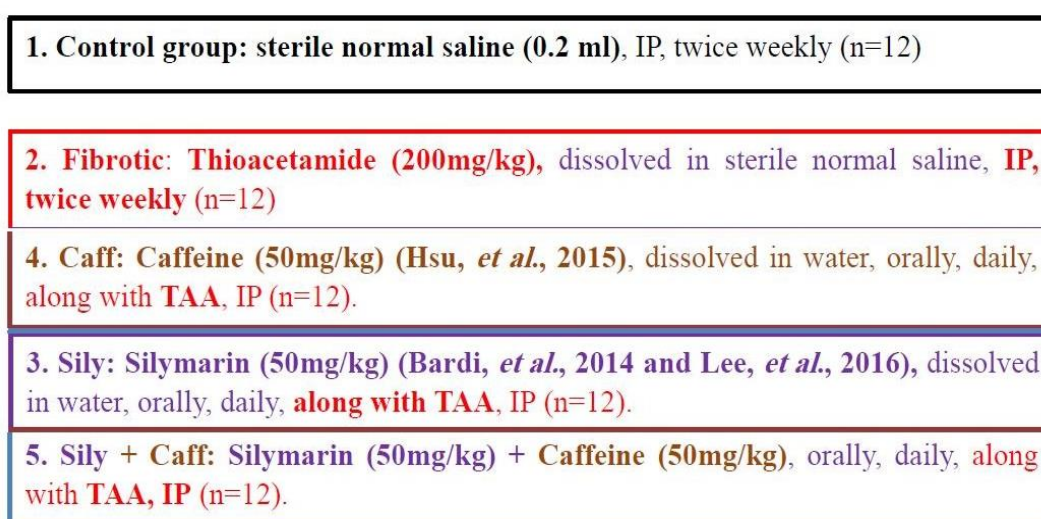 1. Control group: sterile normal saline (0.2 ml), IP, twice weekly (n=12)
2. Fibrotic: Thioacetamide (200mg/kg), dissolved in sterile normal saline, IP,
twice weekly (n=12)
4. Caff: Caffeine (50mg/kg) (Hsu, et al., 2015), dissolved in water, orally, daily,
along with TAA, IP (n=12).
3. Sily: Silymarin (50mg/kg) (Bardi, et al., 2014 and Lee, et al., 2016), dissolved
in water, orally, daily, along with TAA, IP (n=12).
5. Sily + Caff: Silymarin (50mg/kg) + Caffeine (50mg/kg), orally, daily, along
with TAA, IP (n=12).